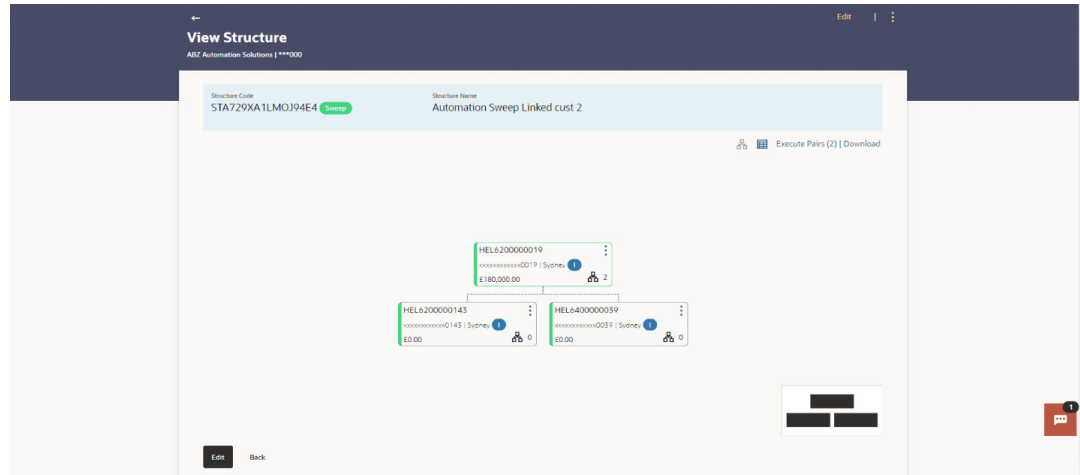 Edit |
View Structure
ABZ Automation Solutions | ***000
Structure Code
Structure Name
STA729XA1LMOJ94E4 Sweep
Automation Sweep Linked cust 2
Execute Pairs (2) | Download
HEL6200000019
xxxxxxxxxxxx0019 | Sydney I
£180,000.00 2
HEL6200000143
xxxxxxxxxxxx0143 | Sydney I
£0.00 0
HEL6400000039
xxxxxxxxxxxx0039 | Sydney I
£0.00 0
1
Edit
Back